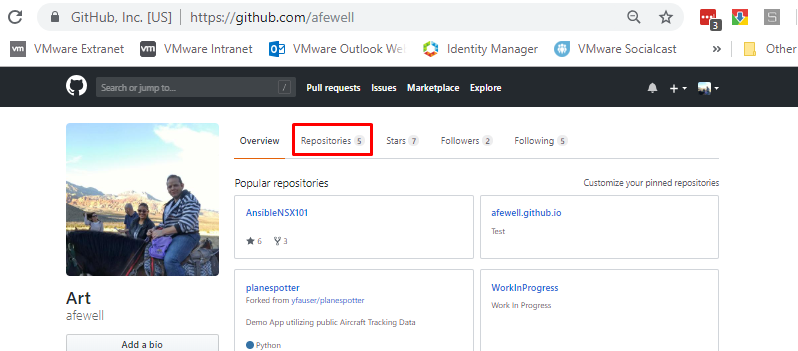 GitHub, Inc. [US] | https://github.com/afewell
3
S
VMware Extranet VMware Intranet VMware Outlook We Identity Manager VMware Socialcast » Other
Search or jump to... / Pull requests Issues Marketplace Explore
Overview Repositories 5 Stars 7 Followers 2 Following 5
Popular repositories Customize your pinned repositories
AnsibleNSX101
6 3
afewell.github.io
Test
planespotter
Forked from yfauser/planespotter
Demo App utilizing public Aircraft Tracking Data
Python
WorkInProgress
Work In Progress
Art
afewell
Add a bio